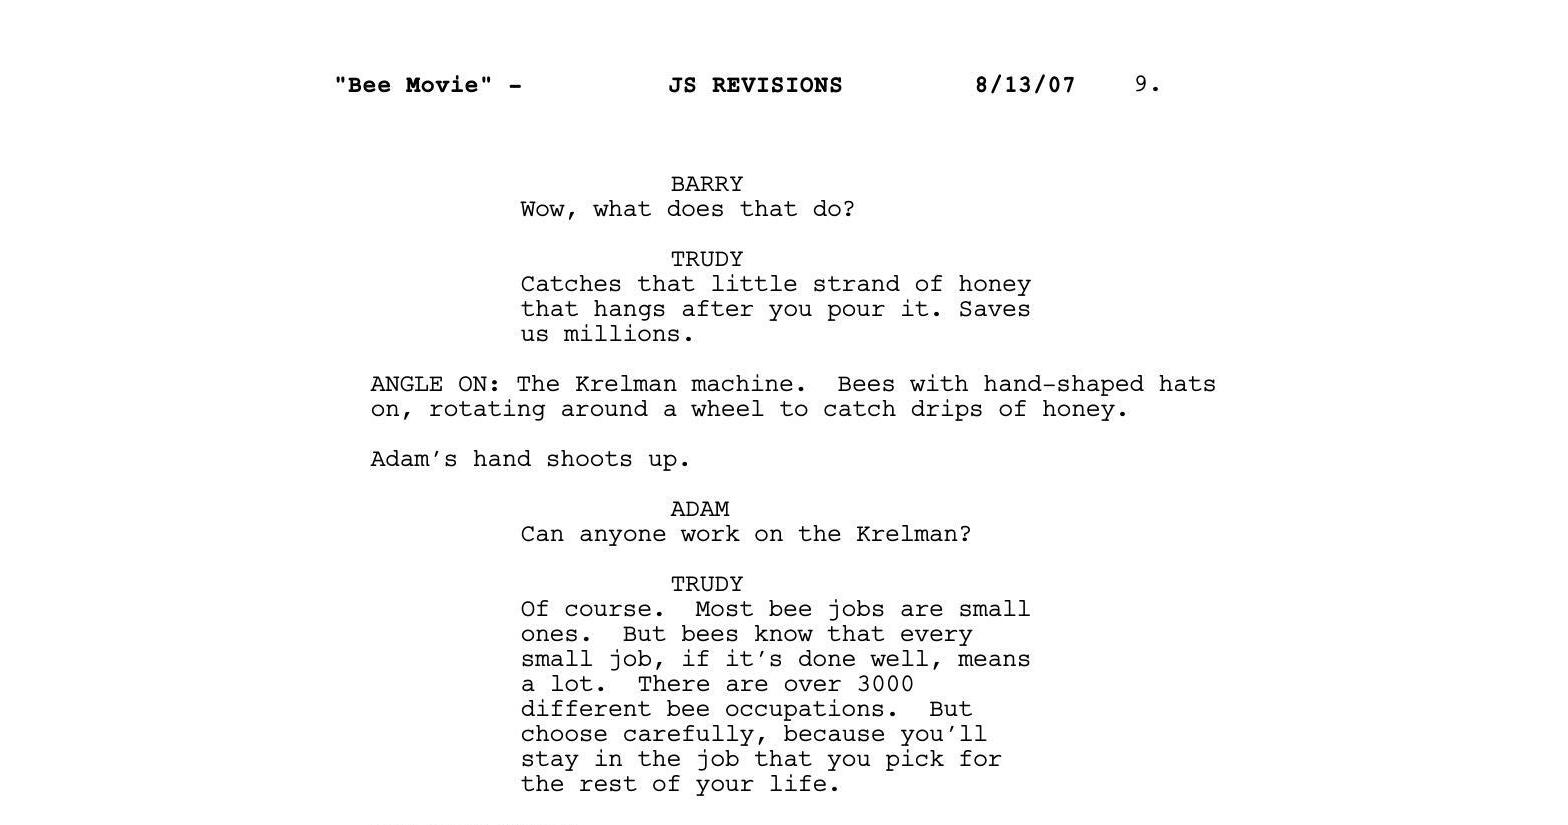 "Bee Movie" - JS REVISIONS 8/13/07 9.
BARRY
Wow, what does that do?
TRUDY
Catches that little strand of honey
that hangs after you pour it. Saves
us millions.
ANGLE ON: The Krelman machine.  Bees with hand-shaped hats
on, rotating around a wheel to catch drips of honey.
Adam's hand shoots up.
ADAM
Can anyone work on the Krelman?
TRUDY
Of course.  Most bee jobs are small
ones.  But bees know that every
small job, if it's done well, means
a lot.  There are over 3000
different bee occupations.  But
choose carefully, because you'll
stay in the job that you pick for
the rest of your life.